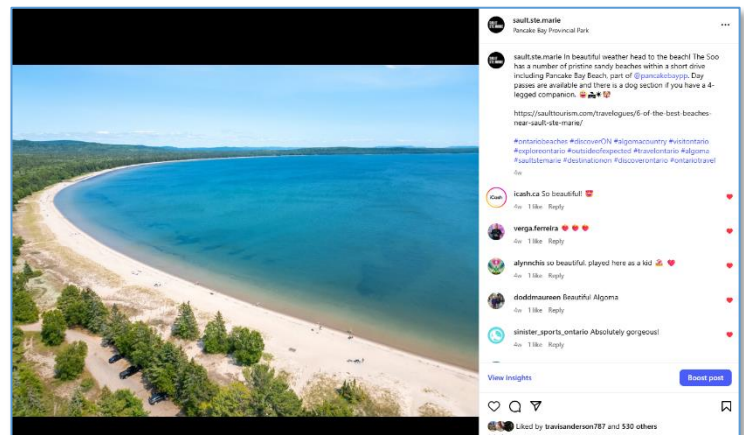 sault.ste.marie
Pancake Bay Provincial Park
sault.ste.marie In beautiful weather head to the beach! The Soo
has a number of pristine sandy beaches within a short drive
including Pancake Bay Beach, part of @pancakebaypp. Day
passes are available and there is a dog section if you have a 4-
legged companion.
https://saulttourism.com/travelogues/6-of-the-best-beaches-
near-sault-ste-marie/
#ontariobeaches #discoverON #algomacountry #visitontario
#exploreontario #outsideofexpected #travelontario #algoma
#saultstemarie #destinationon #discoverontario #ontariotravel
4w
iCash
icash.ca So beautiful!
4w 1 like Reply
verga.ferreira
4w 1 like Reply
alynnchis so beautiful. played here as a kid
4w 1 like Reply
doddmaureen Beautiful Algoma
4w 1 like Reply
sinister_sports_ontario Absolutely gorgeous!
4w 1 like Reply
View insights
Boost post
Liked by travisanderson787 and 530 others